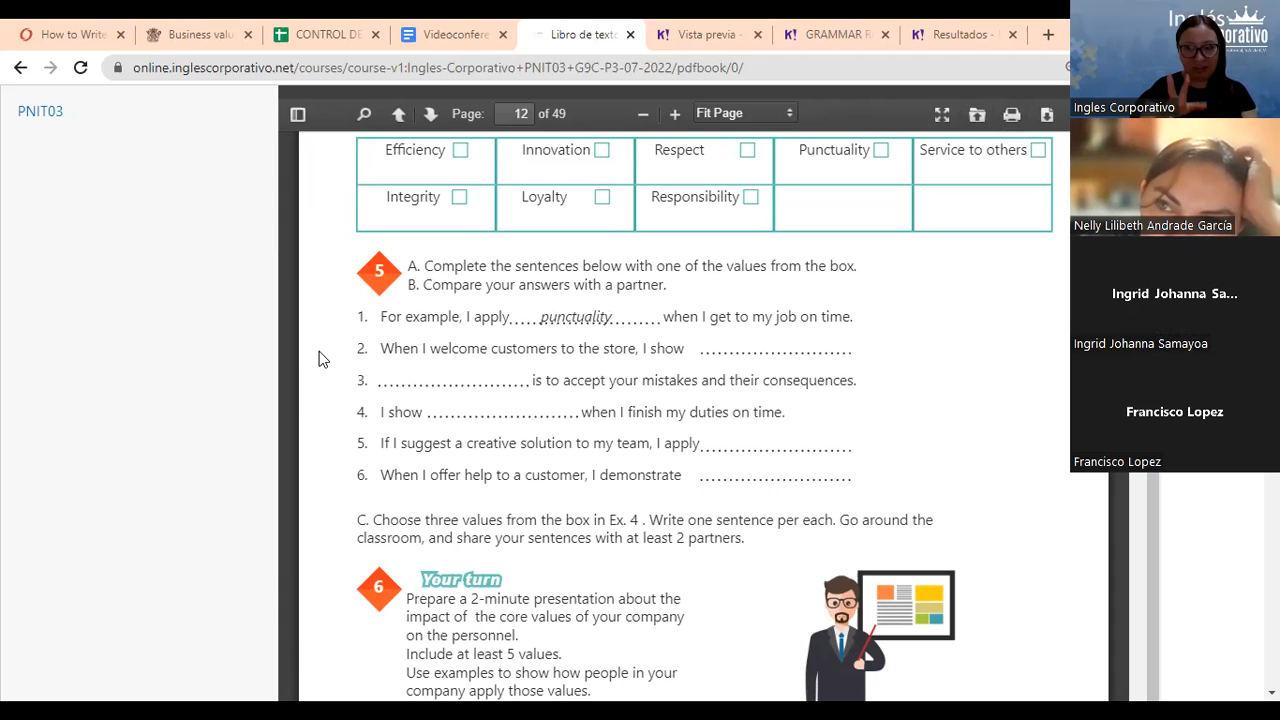 How to Write
Business valu
CONTROL DE
Videoconfere
Libro de texto
Vista previa -
GRAMMAR R
Resultados -
online.inglescorporativo.net/courses/course-v1:Ingles-Corporativo+PNIT03+G9C-P3-07-2022/pdfbook/0/
PNIT03
Page: 12 of 49
Fit Page
Efficiency Innovation Respect Punctuality Service to others
Integrity Loyalty Responsibility
5
A. Complete the sentences below with one of the values from the box.
B. Compare your answers with a partner.
1. For example, I apply.....punctuality.........when I get to my job on time.
2. When I welcome customers to the store, I show ..........................
3. .......................... is to accept your mistakes and their consequences.
4. I show ..........................when I finish my duties on time.
5. If I suggest a creative solution to my team, I apply..........................
6. When I offer help to a customer, I demonstrate ..........................
C. Choose three values from the box in Ex. 4 . Write one sentence per each. Go around the
classroom, and share your sentences with at least 2 partners.
6
Your turn
Prepare a 2-minute presentation about the
impact of the core values of your company
on the personnel.
Include at least 5 values.
Use examples to show how people in your
company apply those values.
Inglés
Ingles Corporativo
Nelly Lilibeth Andrade García
Ingrid Johanna Sa...
Ingrid Johanna Samayoa
Francisco Lopez
Francisco Lopez